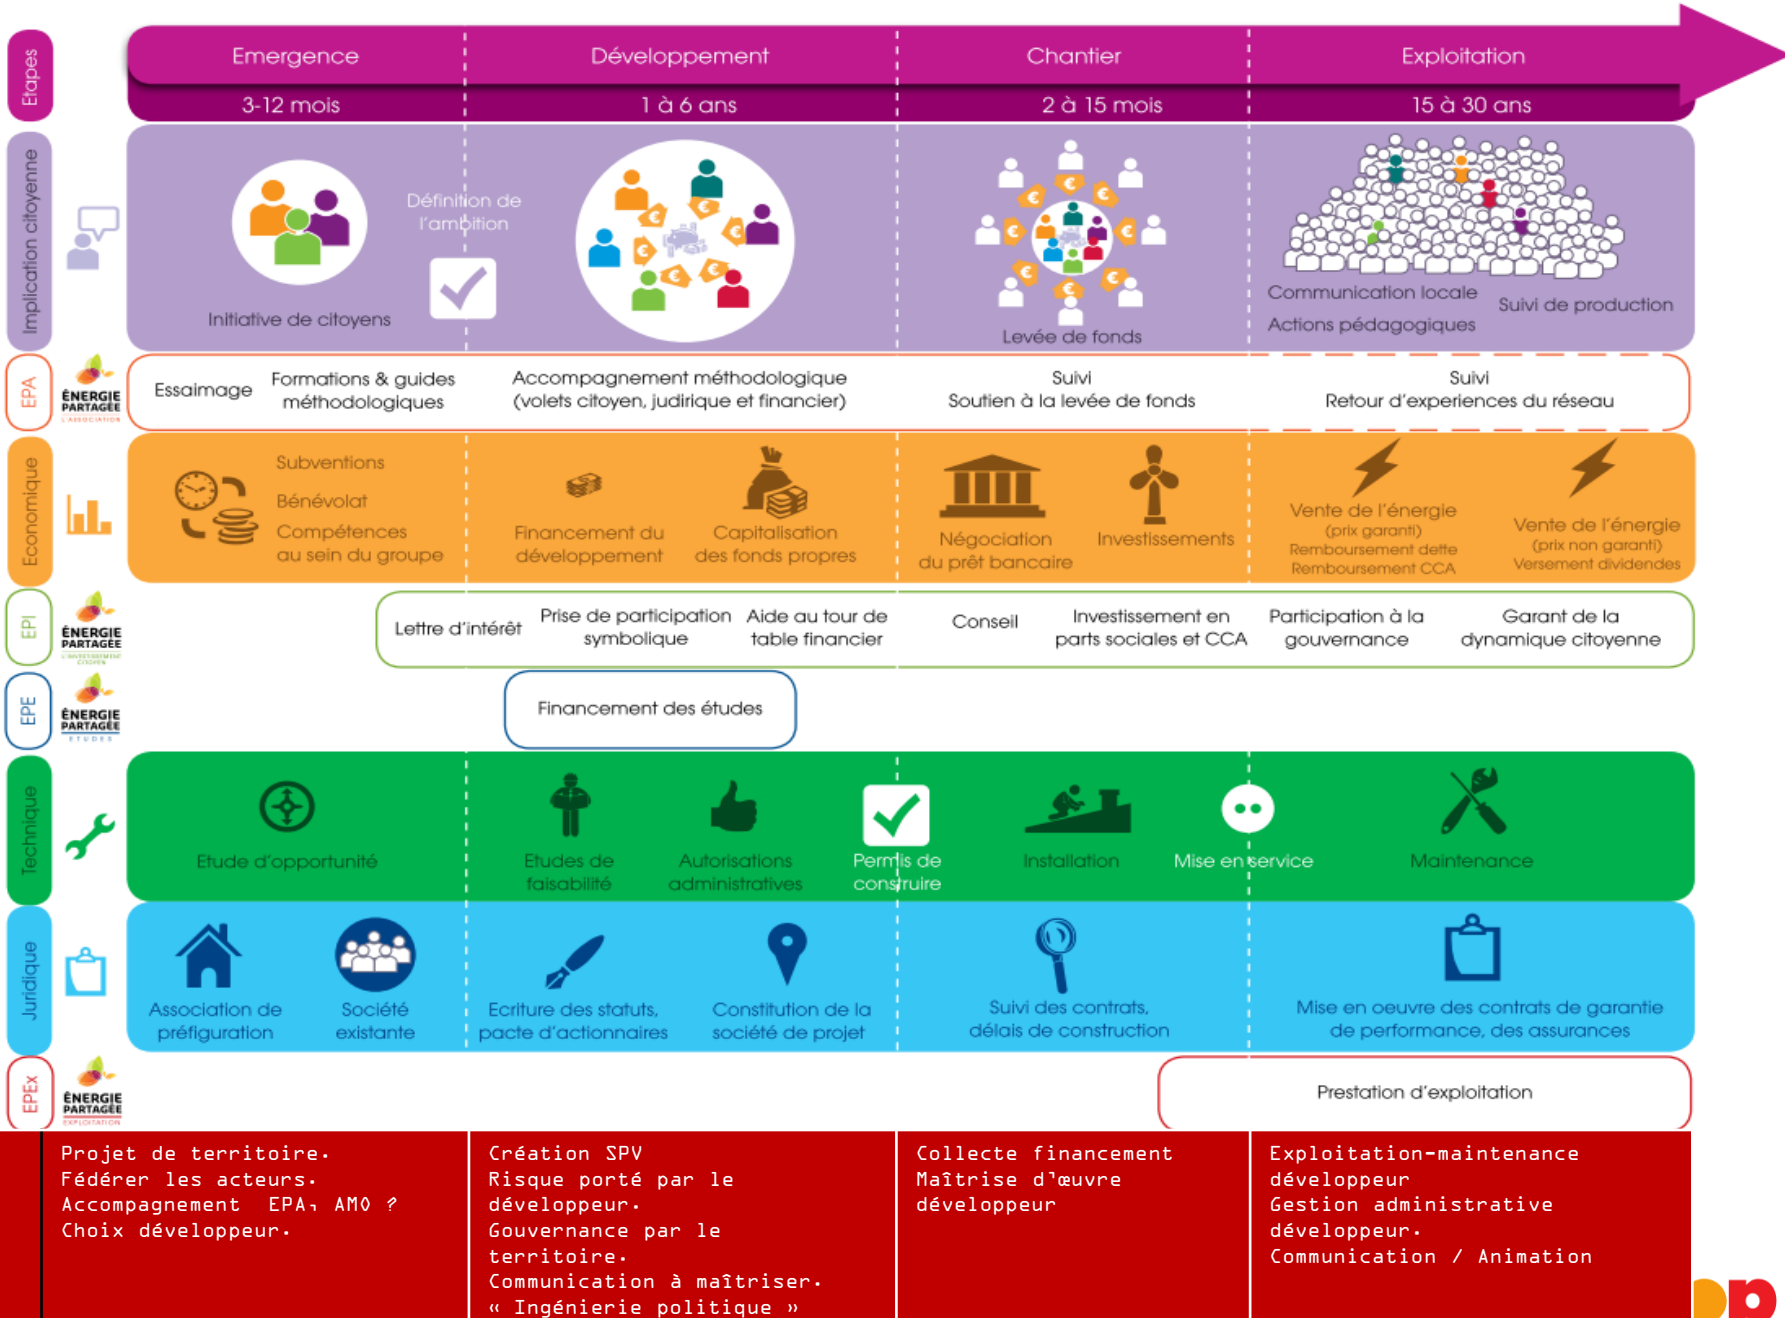 Etapes
Emergence
Développement
Chantier
Exploitation
3-12 mois
1 à 6 ans
2 à 15 mois
15 à 30 ans
Implication citoyenne
Initiative de citoyens
Définition de
l'ambition
Levée de fonds
Communication locale
Actions pédagogiques
Suivi de production
EPA
ÉNERGIE
PARTAGÉE
L'ASSOCIATION
Essaimage
Formations & guides
méthodologiques
Accompagnement méthodologique
(volets citoyen, judirique et financier)
Suivi
Soutien à la levée de fonds
Suivi
Retour d'experiences du réseau
Economique
Subventions
Bénévolat
Compétences
au sein du groupe
Financement du
développement
Capitalisation
des fonds propres
Négociation
du prêt bancaire
Investissements
Vente de l'énergie
(prix garanti)
Remboursement dette
Remboursement CCA
Vente de l'énergie
(prix non garanti)
Versement dividendes
EPI
ÉNERGIE
PARTAGÉE
L'INVESTISSEMENT
CITOYEN
Lettre d'intérêt
Prise de participation
symbolique
Aide au tour de
table financier
Conseil
Investissement en
parts sociales et CCA
Participation à la
gouvernance
Garant de la
dynamique citoyenne
EPE
ÉNERGIE
PARTAGÉE
ETUDES
Financement des études
Technique
Etude d'opportunité
Etudes de
faisabilité
Autorisations
administratives
Permis de
construire
Installation
Mise en service
Maintenance
Juridique
Association de
préfiguration
Société
existante
Ecriture des statuts,
pacte d'actionnaires
Constitution de la
société de projet
Suivi des contrats,
délais de construction
Mise en oeuvre des contrats de garantie
de performance, des assurances
EPEx
ÉNERGIE
PARTAGÉE
EXPLOITATION
Prestation d'exploitation
Projet de territoire.
Fédérer les acteurs.
Accompagnement EPA, AMO ?
Choix développeur.
Création SPV
Risque porté par le
développeur.
Gouvernance par le
territoire.
Communication à maîtriser.
« Ingénierie politique »
Collecte financement
Maîtrise d'œuvre
développeur
Exploitation-maintenance
développeur
Gestion administrative
développeur.
Communication / Animation